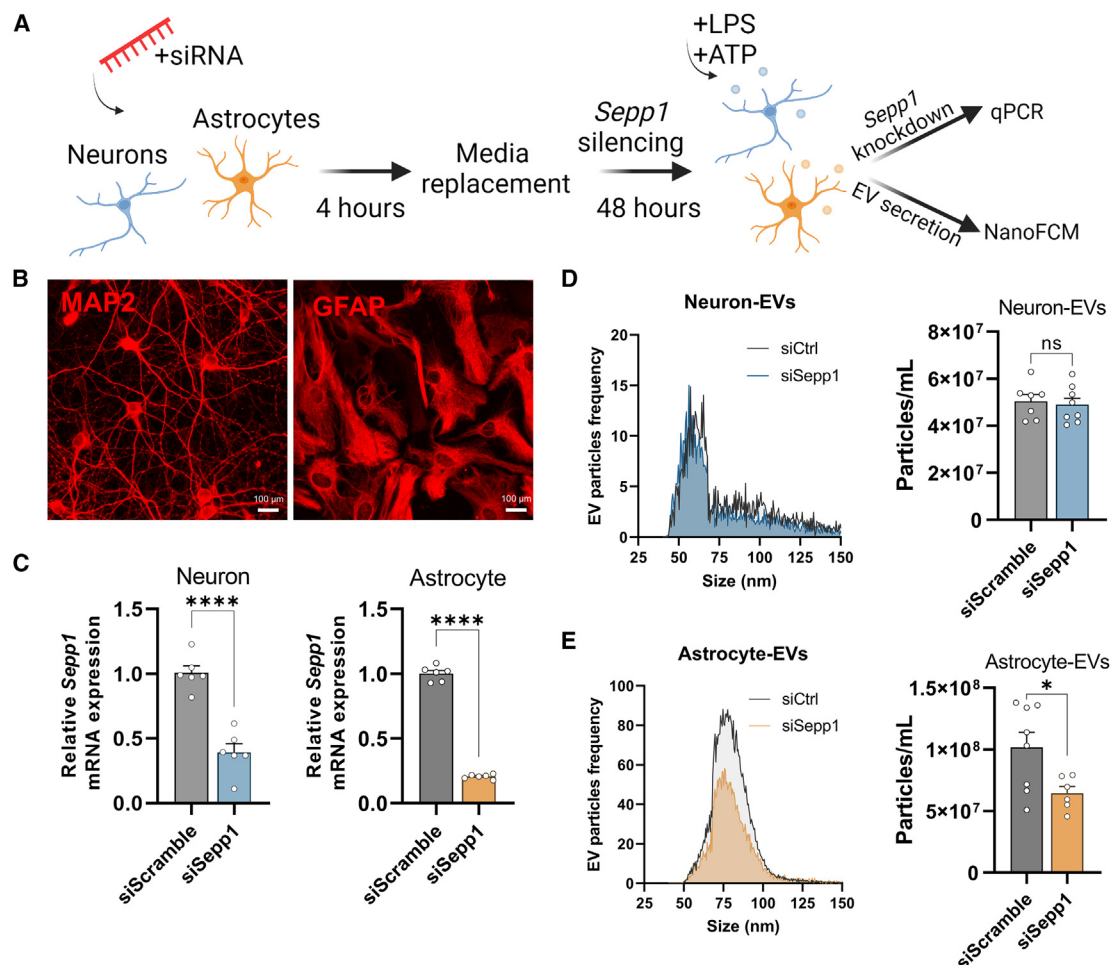 A
+siRNA
Neurons
Astrocytes
4 hours
Media
replacement
Sepp1
silencing
48 hours
+LPS
+ATP
Sepp1
knockdown
qPCR
EV secretion
NanoFCM
B
MAP2
100 µm
GFAP
100 µm
C
Neuron
Relative Sepp1
mRNA expression
1.5
1.0
0.5
0.0
****
siScramble
siSepp1
Astrocyte
Relative Sepp1
mRNA expression
1.5
1.0
0.5
0.0
****
siScramble
siSepp1
D
Neuron-EVs
EV particles frequency
20
15
10
5
0
25
50
75
100
125
150
Size (nm)
siCtrl
siSepp1
Neuron-EVs
Particles/mL
8×10⁷
6×10⁷
4×10⁷
2×10⁷
0
ns
siScramble
siSepp1
E
Astrocyte-EVs
EV particles frequency
100
80
60
40
20
0
25
50
75
100
125
150
Size (nm)
siCtrl
siSepp1
Astrocyte-EVs
Particles/mL
1.5×10⁸
1×10⁸
5×10⁷
0
*
siScramble
siSepp1